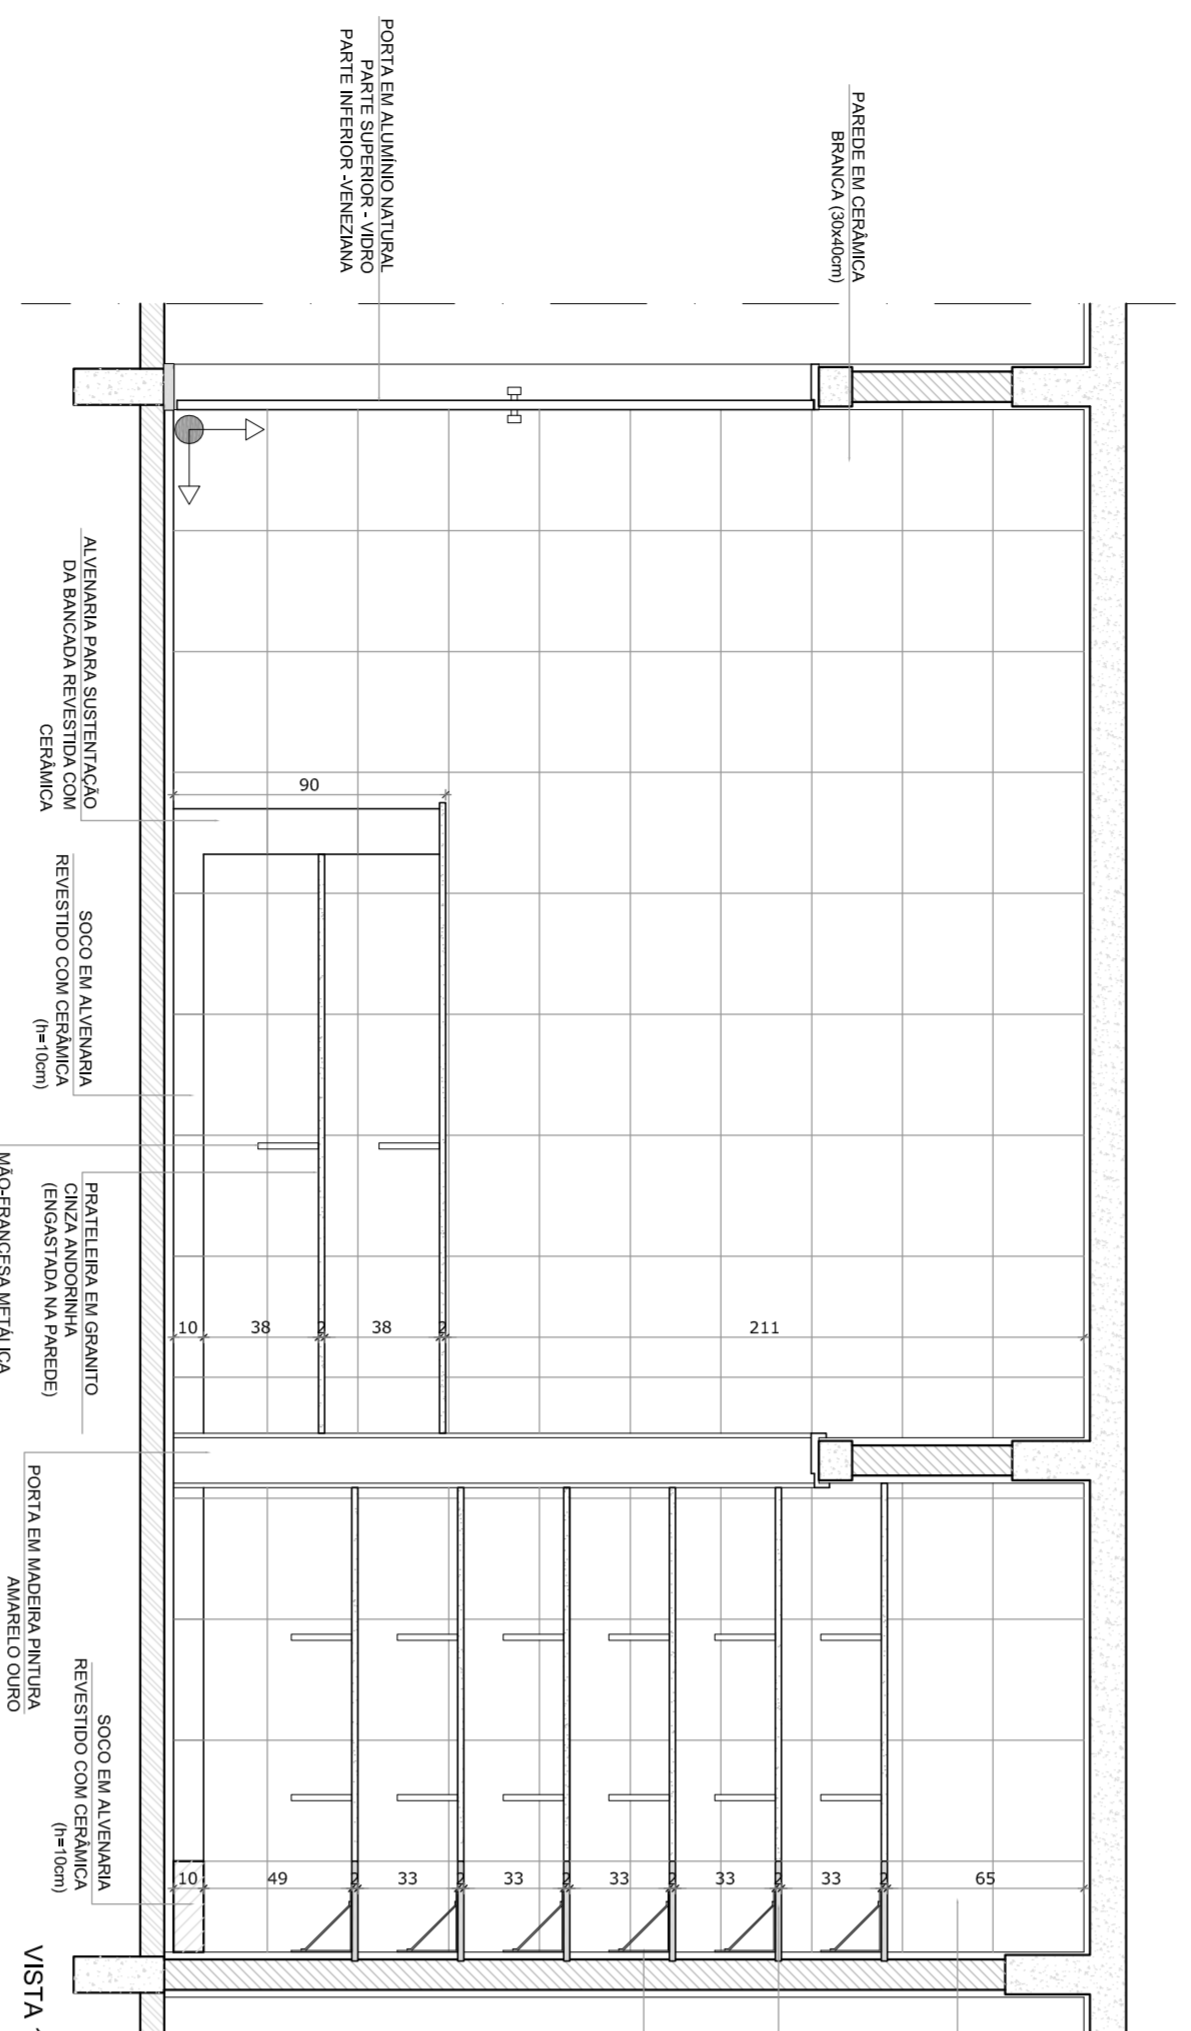 PAREDE EM CERÂMICA
BRANCA (30x40cm)
PORTA EM ALUMÍNIO NATURAL
PARTE SUPERIOR - VIDRO
PARTE INFERIOR -VENEZIANA
211
90
2
38
2
38
10
65
2
33
2
33
2
33
2
33
2
33
2
49
10
ALVENARIA PARA SUSTENTAÇÃO
DA BANCADA REVESTIDA COM
CERÂMICA
SOCO EM ALVENARIA
REVESTIDO COM CERÂMICA
(h=10cm)
MÃO-FRANCESA METÁLICA
PRATELEIRA EM GRANITO
CINZA ANDORINHA
(ENGASTADA NA PAREDE)
PORTA EM MADEIRA PINTURA
AMARELO OURO
SOCO EM ALVENARIA
REVESTIDO COM CERÂMICA
(h=10cm)
VISTA